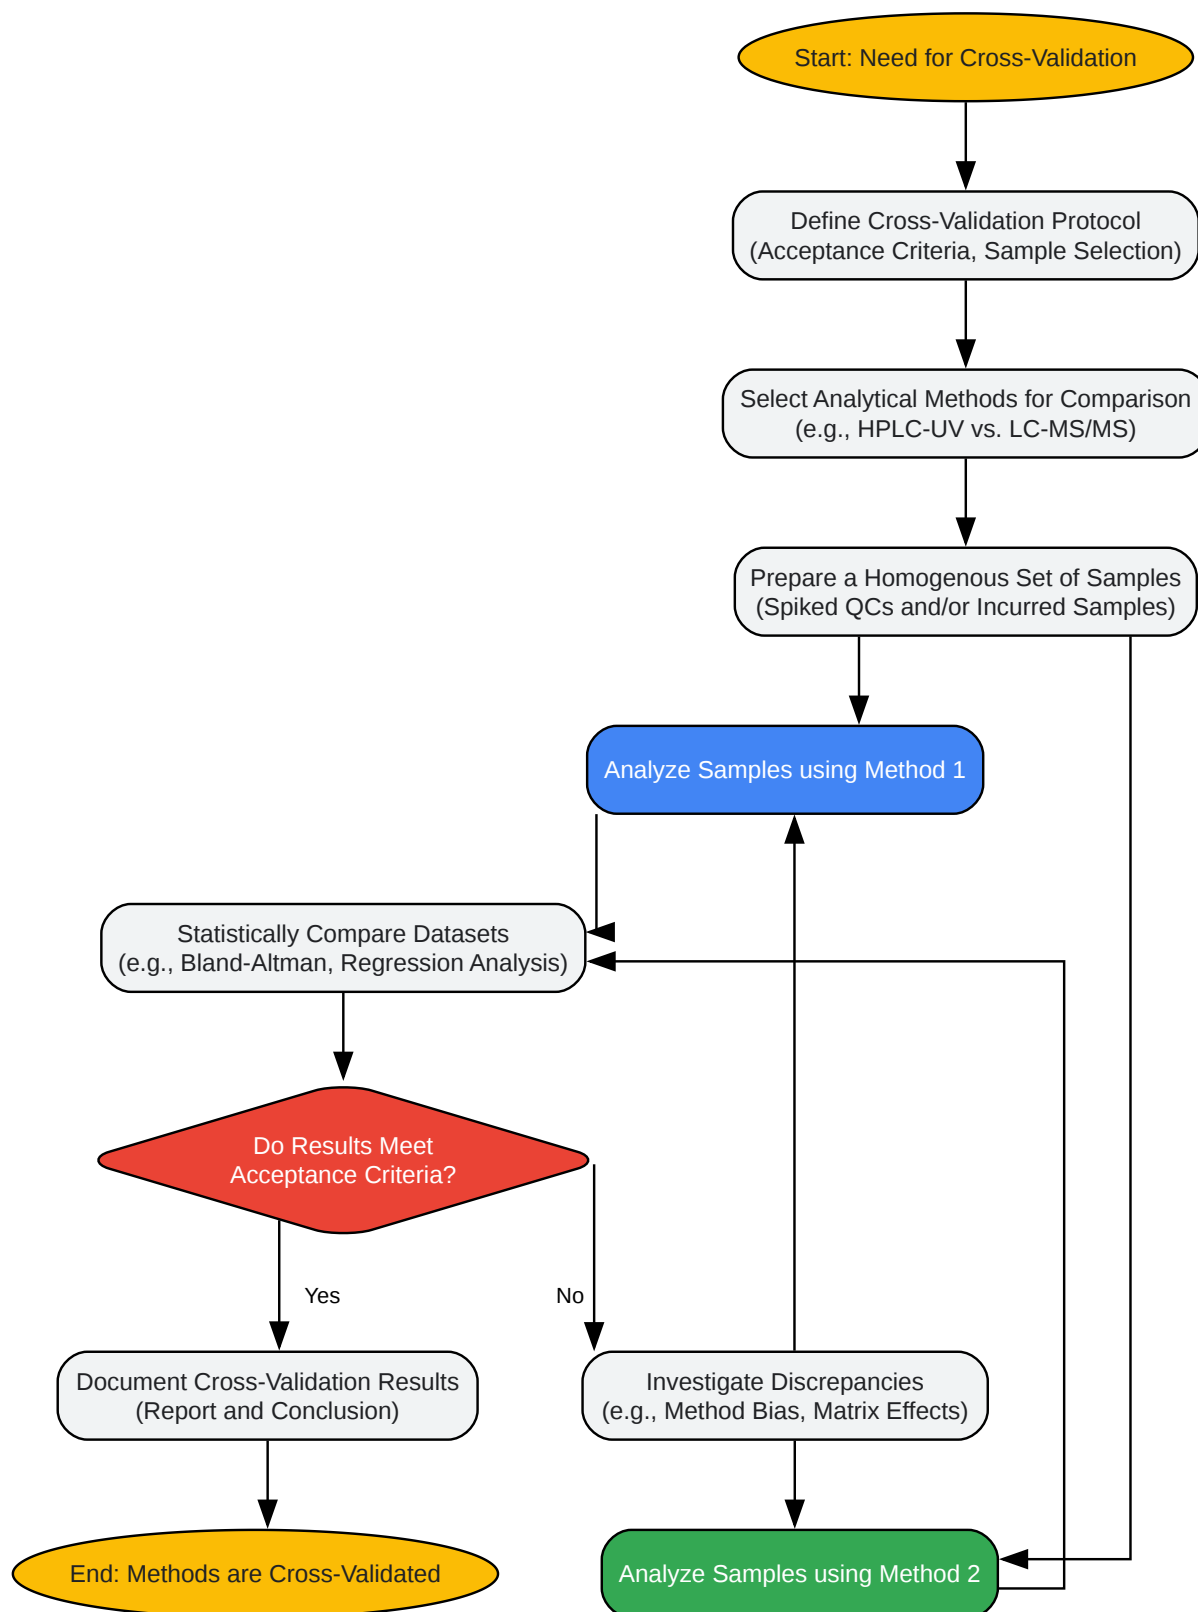 Start: Need for Cross-Validation
Define Cross-Validation Protocol
(Acceptance Criteria, Sample Selection)
Select Analytical Methods for Comparison
(e.g., HPLC-UV vs. LC-MS/MS)
Prepare a Homogenous Set of Samples
(Spiked QCs and/or Incurred Samples)
Analyze Samples using Method 1
Statistically Compare Datasets
(e.g., Bland-Altman, Regression Analysis)
Do Results Meet
Acceptance Criteria?
Yes
No
Document Cross-Validation Results
(Report and Conclusion)
Investigate Discrepancies
(e.g., Method Bias, Matrix Effects)
End: Methods are Cross-Validated
Analyze Samples using Method 2